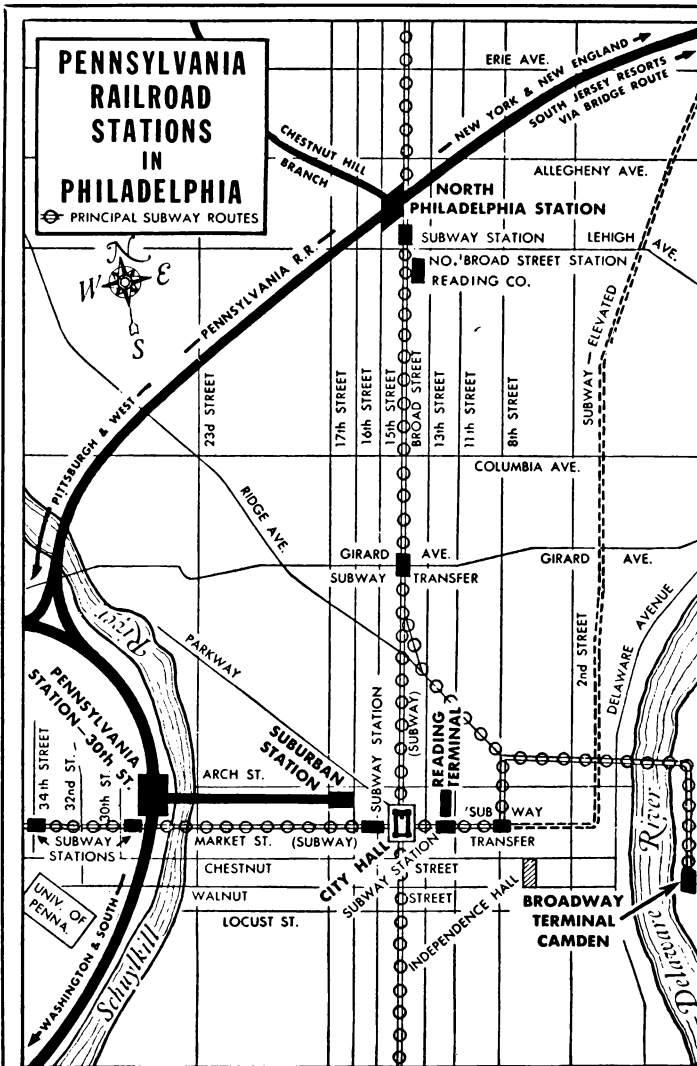 PENNSYLVANIA
RAILROAD
STATIONS
IN
PHILADELPHIA
PRINCIPAL SUBWAY ROUTES
ERIE AVE.
NEW YORK & NEW ENGLAND
SOUTH JERSEY RESORTS
VIA BRIDGE ROUTE
CHESTNUT HILL
BRANCH
ALLEGHENY AVE.
NORTH
PHILADELPHIA STATION
SUBWAY STATION
LEHIGH AVE.
NO. BROAD STREET STATION
READING CO.
N
W E
S
PENNSYLVANIA R.R.
PITTSBURGH & WEST
23d STREET
17th STREET
16th STREET
15th STREET
BROAD STREET
13th STREET
11th STREET
8th STREET
SUBWAY — ELEVATED
COLUMBIA AVE.
RIDGE AVE.
GIRARD AVE.
GIRARD AVE.
SUBWAY TRANSFER
River
PARKWAY
2nd STREET
DELAWARE AVENUE
PENNSYLVANIA
STATION — 30th ST.
SUBURBAN
STATION
SUBWAY STATION
(SUBWAY)
READING
TERMINAL
34th STREET
32nd ST.
30th ST.
ARCH ST.
SUBWAY
TRANSFER
SUBWAY
STATIONS
MARKET ST. (SUBWAY)
CITY HALL
SUBWAY STATION
CHESTNUT STREET
WALNUT STREET
LOCUST ST.
INDEPENDENCE HALL
BROADWAY
TERMINAL
CAMDEN
UNIV. OF
PENNA.
WASHINGTON & SOUTH
Schuylkill
River
Delaware